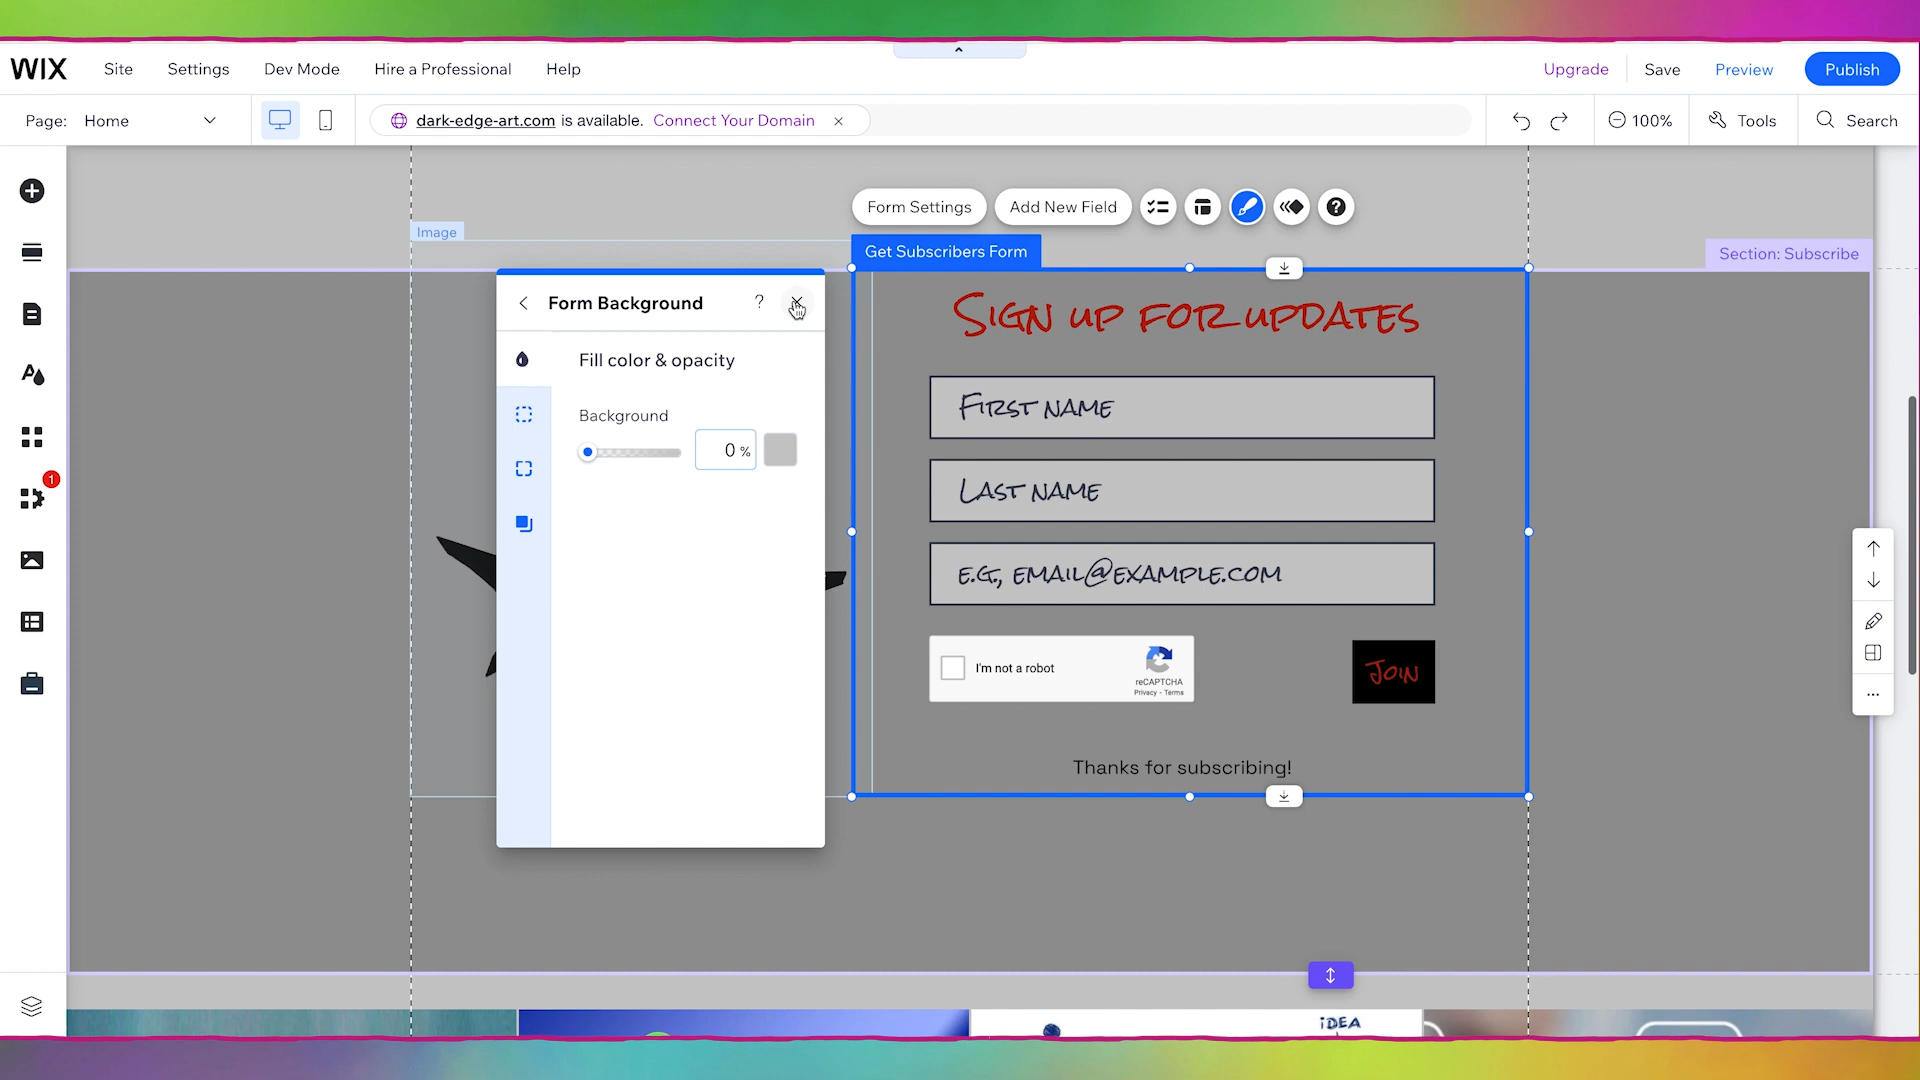 WIX Site Settings Dev Mode Hire a Professional Help Upgrade Save Preview Publish
Page: Home dark-edge-art.com is available. Connect Your Domain 100% Tools Search
Form Settings Add New Field ?
Image
Get Subscribers Form
Section: Subscribe
Form Background ?
Fill color & opacity
Background
0 %
Sign up for updates
First name
Last name
e.g., email@example.com
I'm not a robot
reCAPTCHA
Privacy - Terms
Join
Thanks for subscribing!
1
iDEA